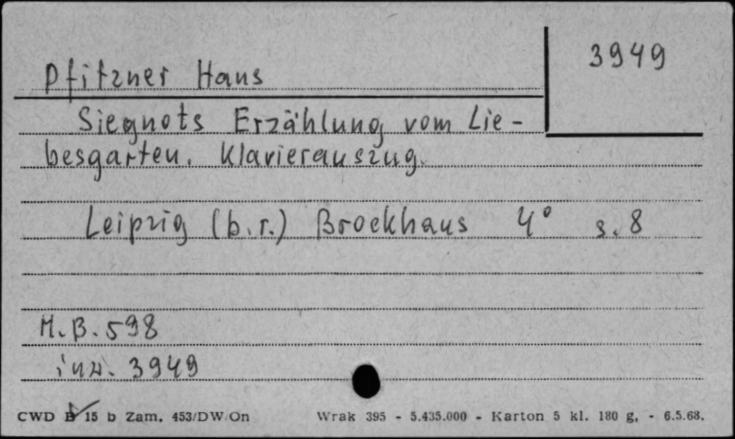 3949
Pfitzner Hans
Siegnots Erzählung vom Lie-
besgarten. Klavierauszug.
Leipzig (b.r.) Brockhaus 4° s. 8
M.B. 598
inw. 3949
CWD B 15 b Zam. 453/DW/On Wrak 395 - 5.435.000 - Karton 5 kl. 180 g, - 6.5.68.